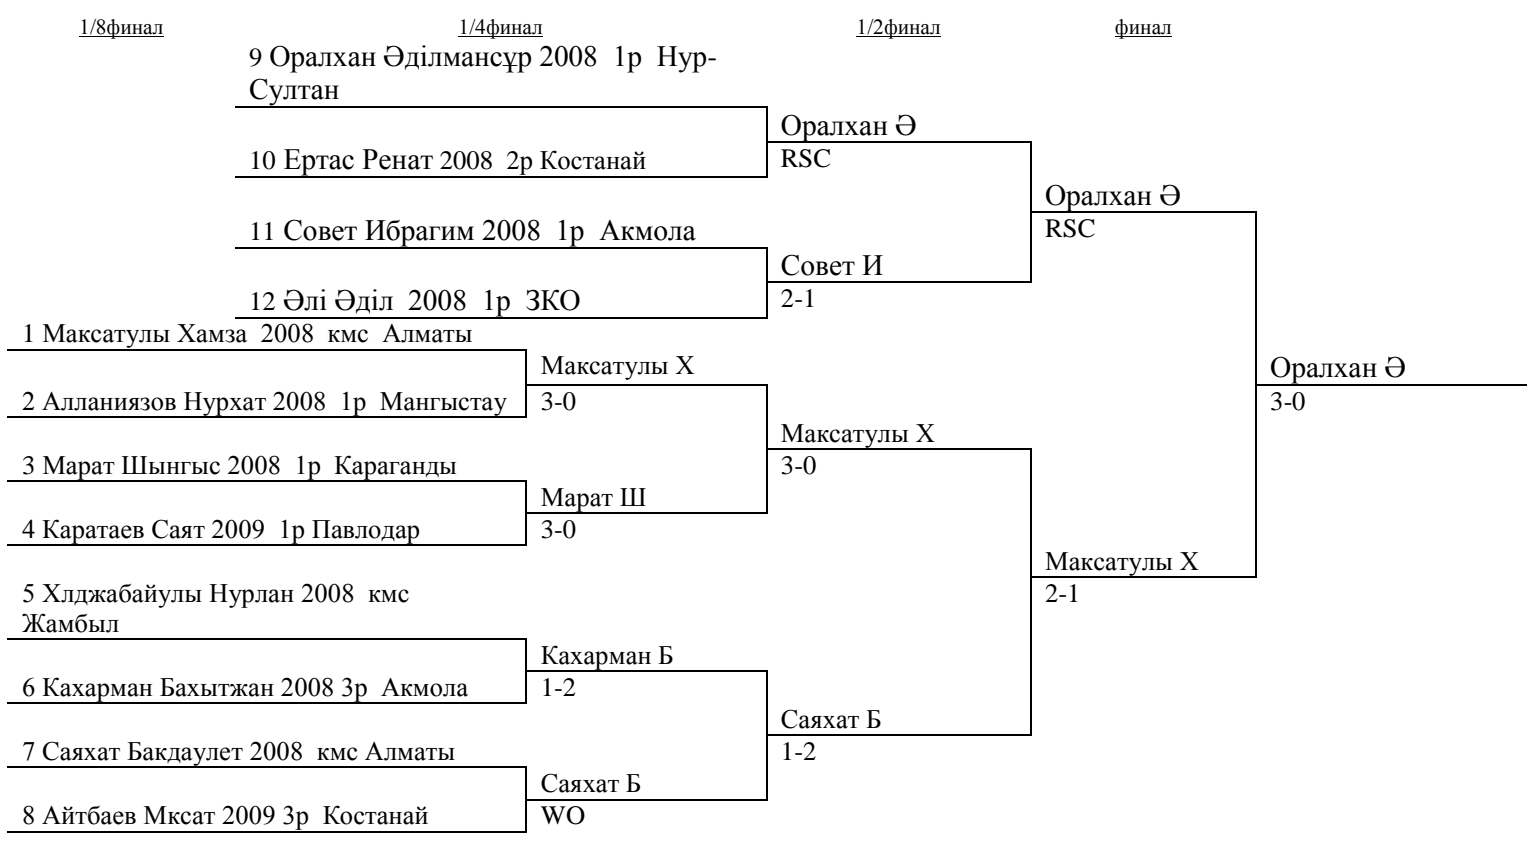 1/8финал 1/4финал 1/2финал финал
9 Оралхан Әділмансұр 2008 1р Нур-
Султан
Оралхан Ә
10 Ертас Ренат 2008 2р Костанай
RSC
Оралхан Ә
11 Совет Ибрагим 2008 1р Акмола
RSC
Совет И
12 Әлі Әділ 2008 1р ЗКО
2-1
1 Максатулы Хамза 2008 кмс Алматы
Максатулы Х
Оралхан Ә
2 Алланиязов Нурхат 2008 1р Мангыстау
3-0
3-0
Максатулы Х
3 Марат Шынгыс 2008 1р Караганды
3-0
Марат Ш
4 Каратаев Саят 2009 1р Павлодар
3-0
Максатулы Х
5 Хлджабайулы Нурлан 2008 кмс
Жамбыл
2-1
Кахарман Б
6 Кахарман Бахытжан 2008 3р Акмола
1-2
Саяхат Б
7 Саяхат Бакдаулет 2008 кмс Алматы
1-2
Саяхат Б
8 Айтбаев Мксат 2009 3р Костанай
WO